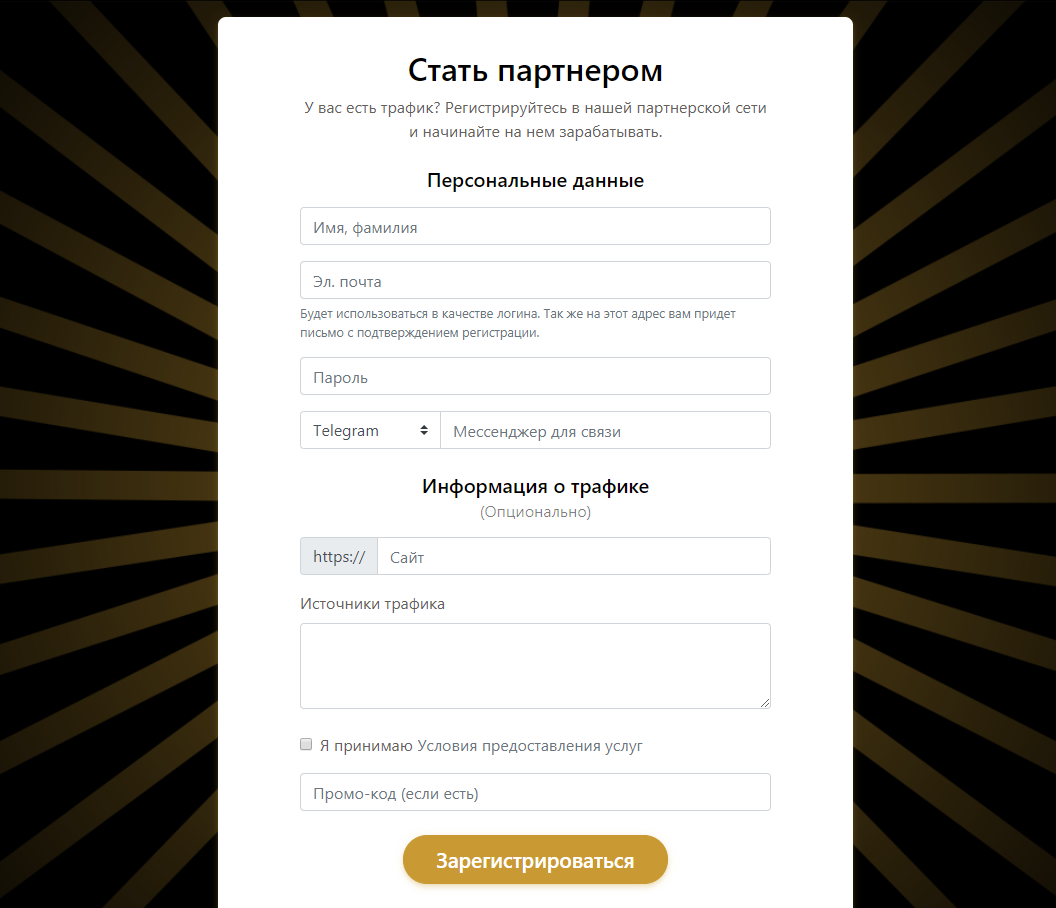 Стать партнером
У вас есть трафик? Регистрируйтесь в нашей партнерской сети
и начинайте на нем зарабатывать.
Персональные данные
Имя, фамилия
Эл. почта
Будет использоваться в качестве логина. Так же на этот адрес вам придет
письмо с подтверждением регистрации.
Пароль
Telegram Мессенджер для связи
Информация о трафике
(Опционально)
https:// Сайт
Источники трафика
Я принимаю Условия предоставления услуг
Промо-код (если есть)
Зарегистрироваться